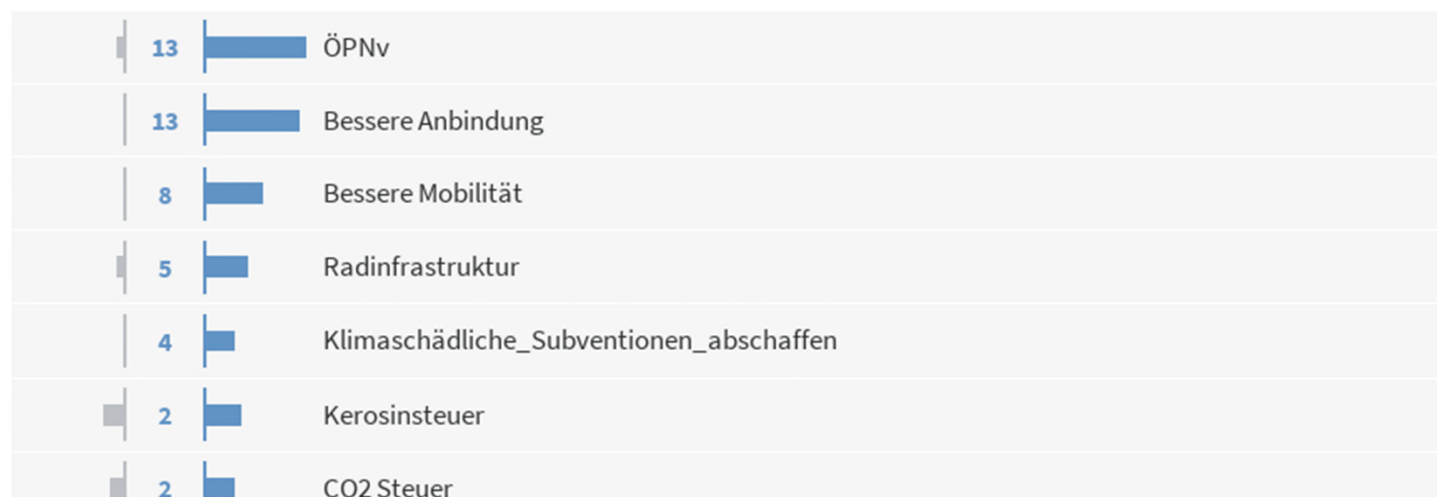 13 ÖPNv
13 Bessere Anbindung
8 Bessere Mobilität
5 Radinfrastruktur
4 Klimaschädliche_Subventionen_abschaffen
2 Kerosinsteuer
2 CO2 Steuer